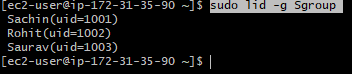 [ec2-user@ip-172-31-35-90 ~]$ sudo lid -g Sgroup
 Sachin(uid=1001)
 Rohit(uid=1002)
 Saurav(uid=1003)
[ec2-user@ip-172-31-35-90 ~]$